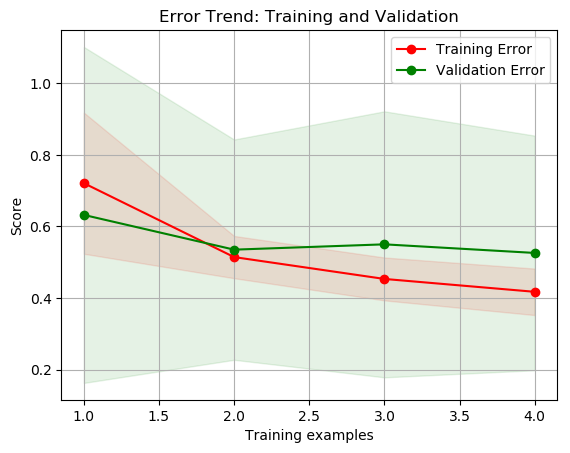 Error Trend: Training and Validation
Training Error
Validation Error
Score
1.0
0.8
0.6
0.4
0.2
1.0 1.5 2.0 2.5 3.0 3.5 4.0
Training examples